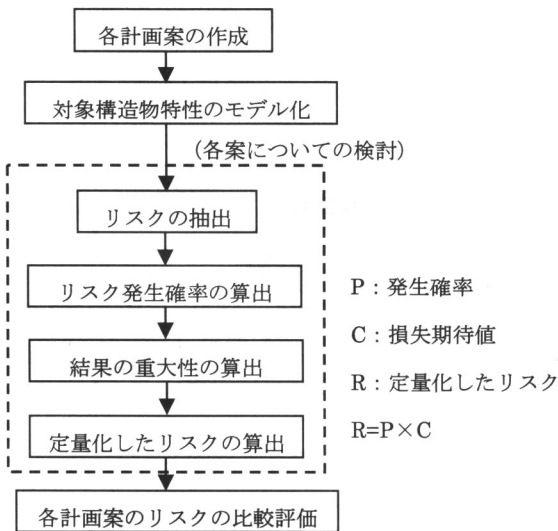 各計画案の作成
対象構造物特性のモデル化
(各案についての検討)
リスクの抽出
リスク発生確率の算出
結果の重大性の算出
定量化したリスクの算出
各計画案のリスクの比較評価
P：発生確率
C：損失期待値
R：定量化したリスク
R=P×C